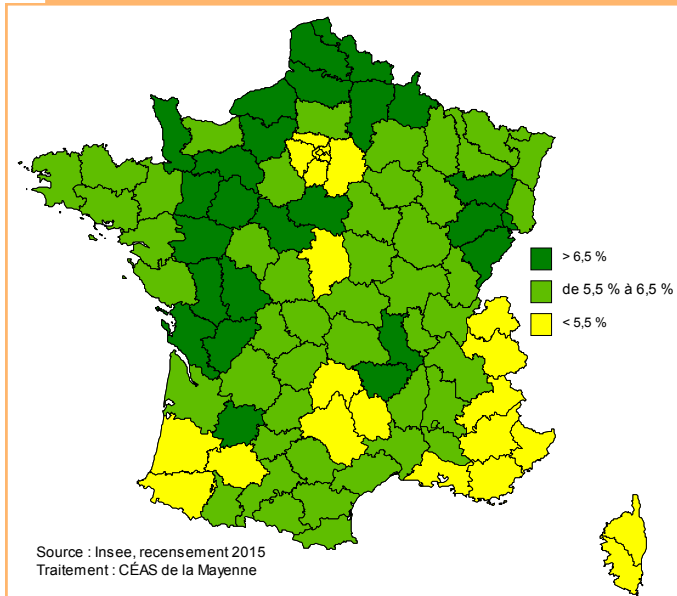 > 6,5 %
de 5,5 % à 6,5 %
< 5,5 %
Source : Insee, recensement 2015
Traitement : CÉAS de la Mayenne